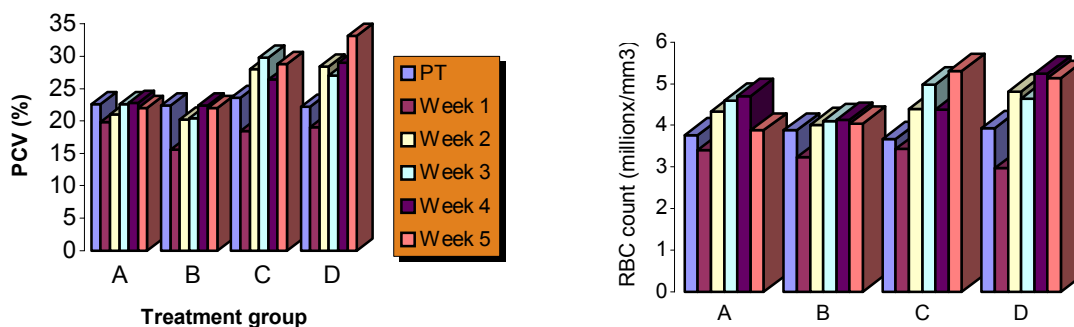 35
30
25
20
15
10
5
0
PCV (%)
A B C D
Treatment group
PT
Week 1
Week 2
Week 3
Week 4
Week 5
6
5
4
3
2
1
0
RBC count (millionx/mm3)
A B C D